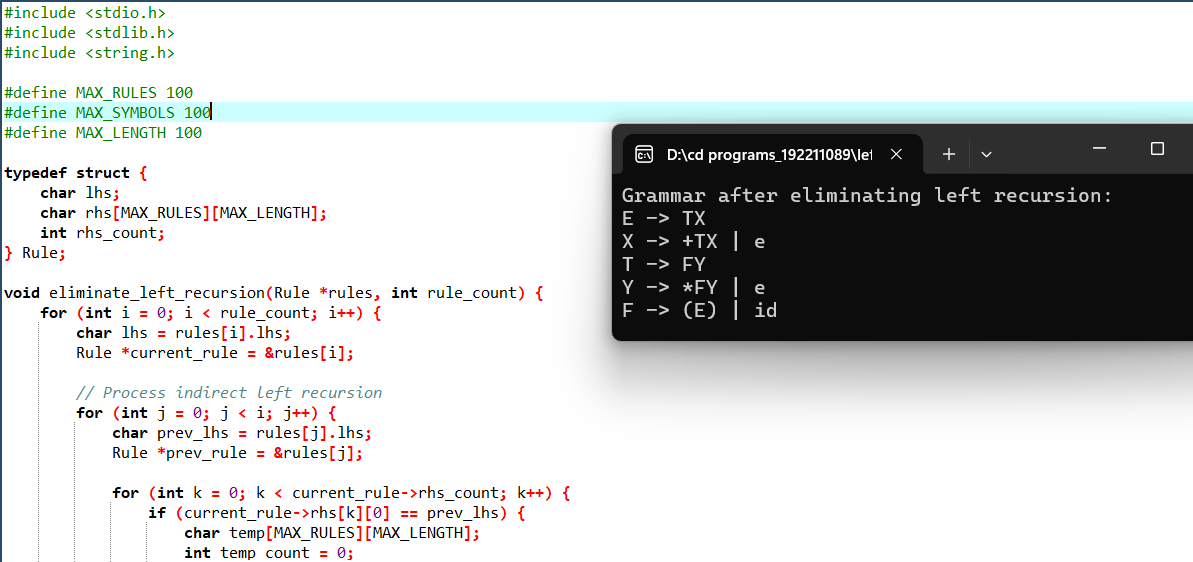 #include <stdio.h>
#include <stdlib.h>
#include <string.h>
#define MAX_RULES 100
#define MAX_SYMBOLS 100
#define MAX_LENGTH 100
typedef struct {
    char lhs;
    char rhs[MAX_RULES][MAX_LENGTH];
    int rhs_count;
} Rule;
void eliminate_left_recursion(Rule *rules, int rule_count) {
    for (int i = 0; i < rule_count; i++) {
        char lhs = rules[i].lhs;
        Rule *current_rule = &rules[i];
        // Process indirect left recursion
        for (int j = 0; j < i; j++) {
            char prev_lhs = rules[j].lhs;
            Rule *prev_rule = &rules[j];
            for (int k = 0; k < current_rule->rhs_count; k++) {
                if (current_rule->rhs[k][0] == prev_lhs) {
                    char temp[MAX_RULES][MAX_LENGTH];
                    int temp_count = 0;
D:\cd programs_192211089\lef
Grammar after eliminating left recursion:
E -> TX
X -> +TX | e
T -> FY
Y -> *FY | e
F -> (E) | id